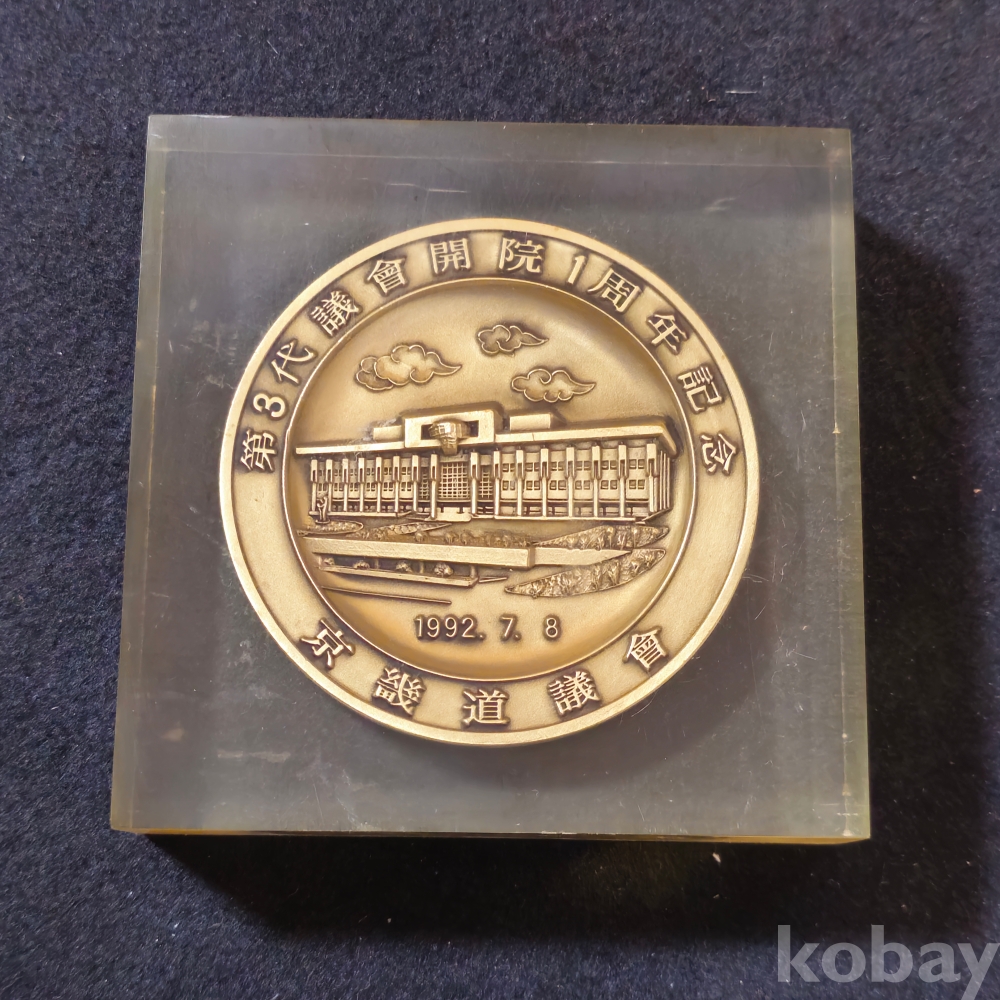 第3代議會開院1周年記念
1992. 7. 8
京畿道議會
kobay